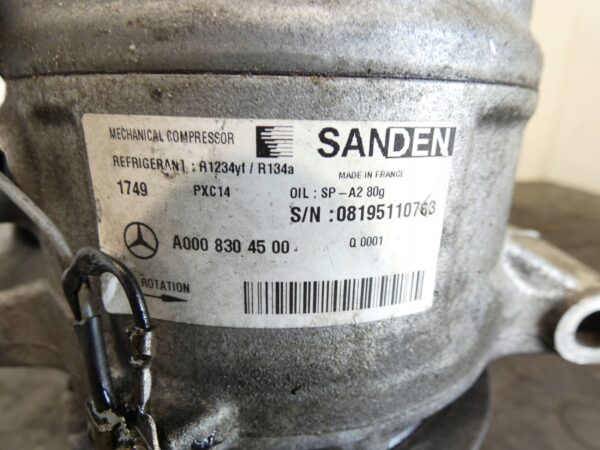 MECHANICAL COMPRESSOR SANDEN
REFRIGERANT : R1234yf / R134a MADE IN FRANCE
1749 PXC14 OIL : SP-A2 80g
S/N : 08195110763
A000 830 45 00 Q 0001
ROTATION